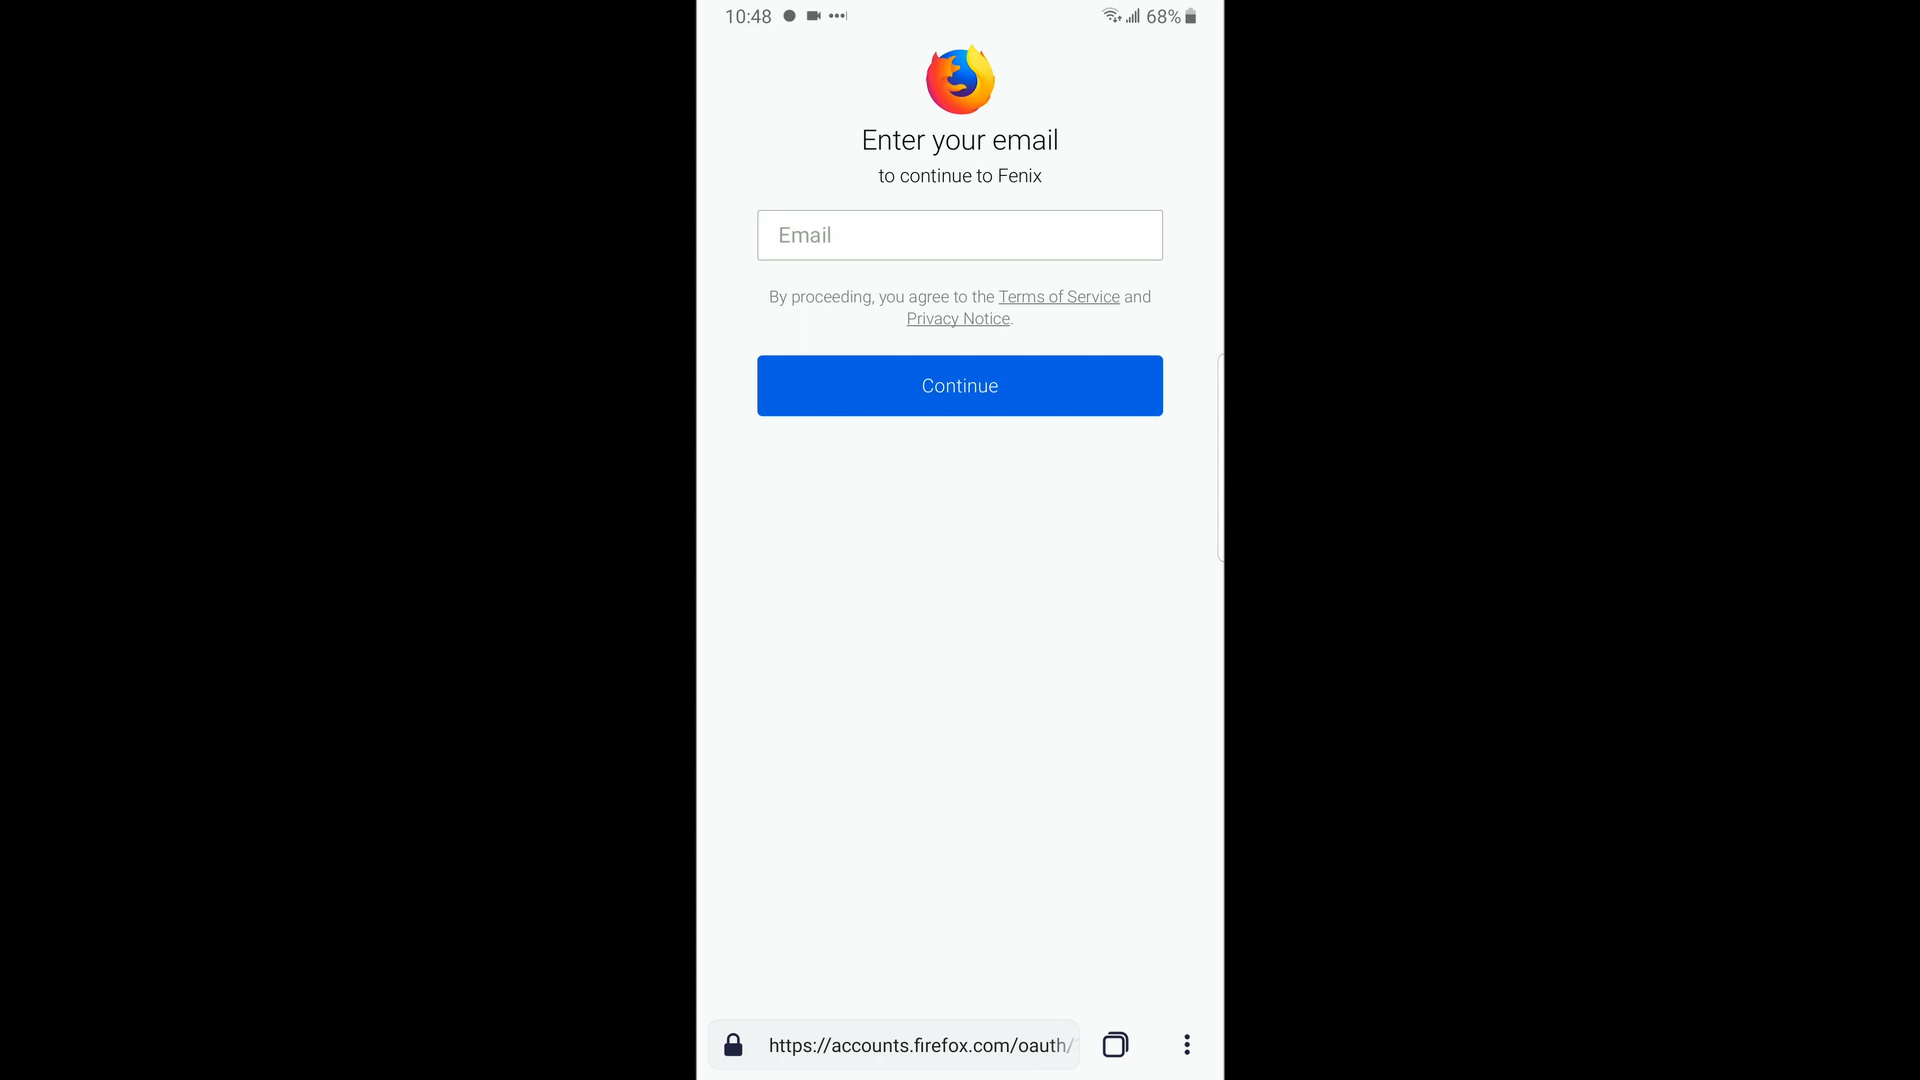 10:48
68%
Enter your email
to continue to Fenix
Email
By proceeding, you agree to the Terms of Service and
Privacy Notice.
Continue
https://accounts.firefox.com/oauth/